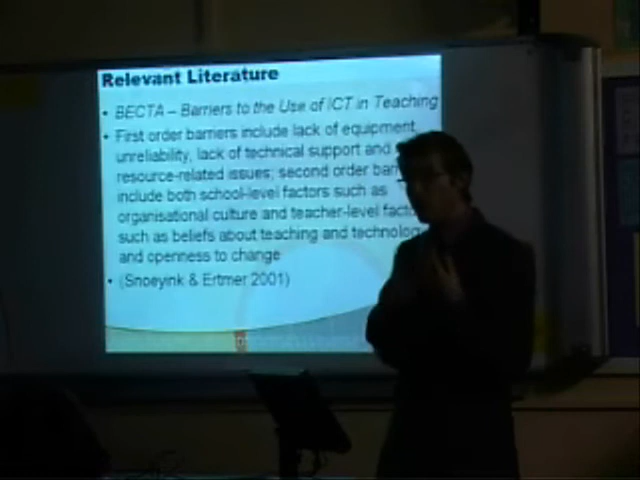 Relevant Literature
• BECTA – Barriers to the Use of ICT in Teaching
• First order barriers include lack of equipment,
unreliability, lack of technical support and
resource-related issues; second order
include both school-level factors such as
organisational culture and teacher-level
such as beliefs about teaching and
and openness to change
• (Snoeyink & Ertmer 2001)